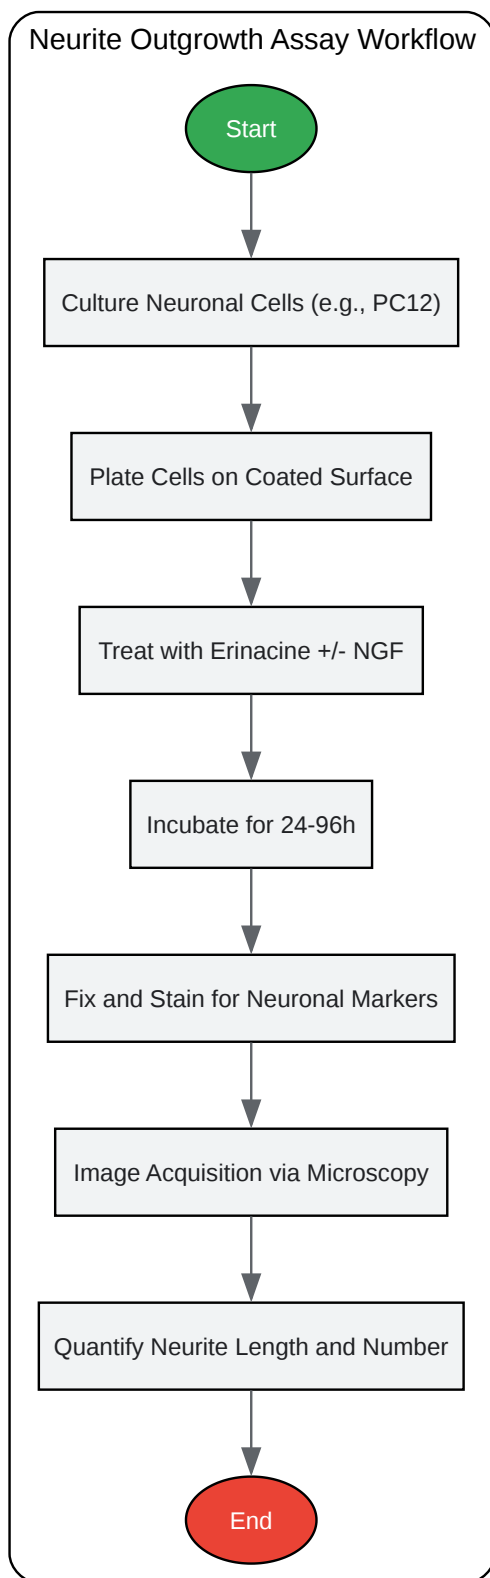 Neurite Outgrowth Assay Workflow
Start
Culture Neuronal Cells (e.g., PC12)
Plate Cells on Coated Surface
Treat with Erinacine +/- NGF
Incubate for 24-96h
Fix and Stain for Neuronal Markers
Image Acquisition via Microscopy
Quantify Neurite Length and Number
End